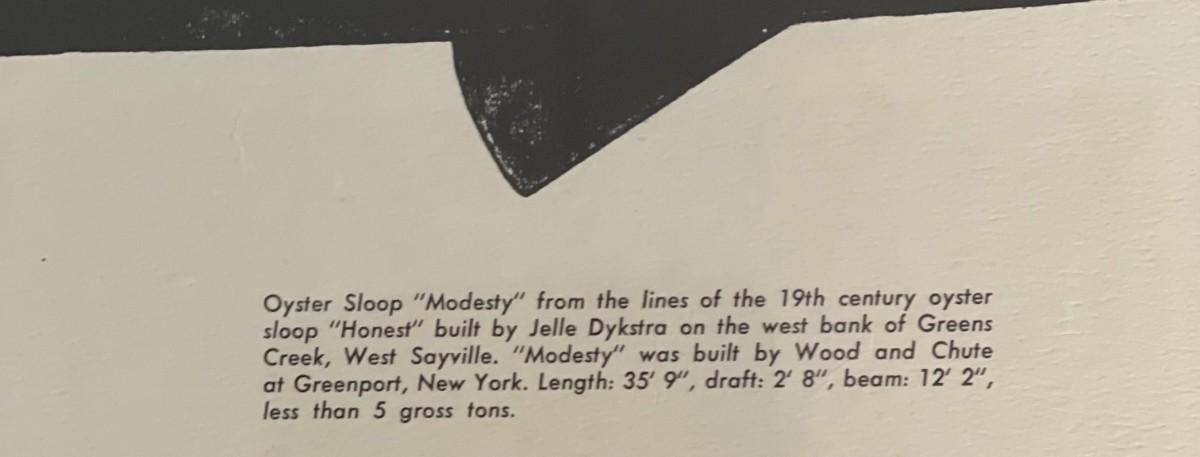 Oyster Sloop "Modesty" from the lines of the 19th century oyster
sloop "Honest" built by Jelle Dykstra on the west bank of Greens
Creek, West Sayville. "Modesty" was built by Wood and Chute
at Greenport, New York. Length: 35' 9", draft: 2' 8", beam: 12' 2",
less than 5 gross tons.